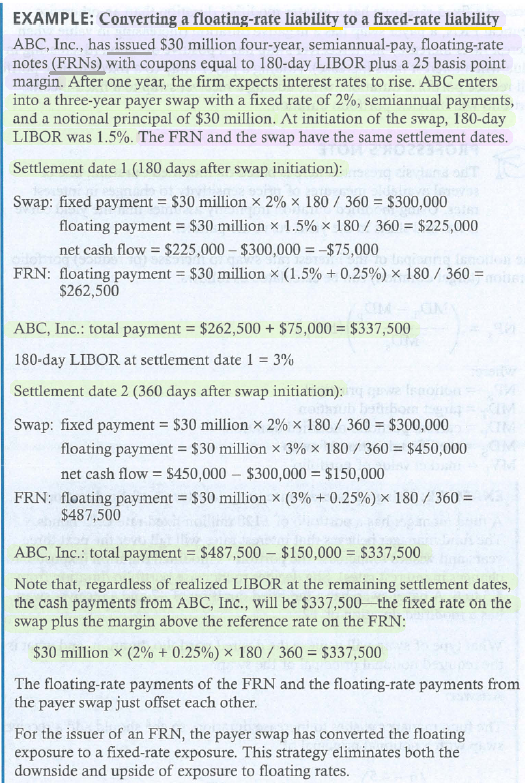 EXAMPLE: Converting a floating-rate liability to a fixed-rate liability
ABC, Inc., has issued $30 million four-year, semiannual-pay, floating-rate
notes (FRNs) with coupons equal to 180-day LIBOR plus a 25 basis point
margin. After one year, the firm expects interest rates to rise. ABC enters
into a three-year payer swap with a fixed rate of 2%, semiannual payments,
and a notional principal of $30 million. At initiation of the swap, 180-day
LIBOR was 1.5%. The FRN and the swap have the same settlement dates.
Settlement date 1 (180 days after swap initiation):
Swap: fixed payment = $30 million × 2% × 180 / 360 = $300,000
floating payment = $30 million × 1.5% × 180 / 360 = $225,000
net cash flow = $225,000 – $300,000 = –$75,000
FRN: floating payment = $30 million × (1.5% + 0.25%) × 180 / 360 =
$262,500
ABC, Inc.: total payment = $262,500 + $75,000 = $337,500
180-day LIBOR at settlement date 1 = 3%
Settlement date 2 (360 days after swap initiation):
Swap: fixed payment = $30 million × 2% × 180 / 360 = $300,000
floating payment = $30 million × 3% × 180 / 360 = $450,000
net cash flow = $450,000 – $300,000 = $150,000
FRN: floating payment = $30 million × (3% + 0.25%) × 180 / 360 =
$487,500
ABC, Inc.: total payment = $487,500 – $150,000 = $337,500
Note that, regardless of realized LIBOR at the remaining settlement dates,
the cash payments from ABC, Inc., will be $337,500—the fixed rate on the
swap plus the margin above the reference rate on the FRN:
$30 million × (2% + 0.25%) × 180 / 360 = $337,500
The floating-rate payments of the FRN and the floating-rate payments from
the payer swap just offset each other.
For the issuer of an FRN, the payer swap has converted the floating
exposure to a fixed-rate exposure. This strategy eliminates both the
downside and upside of exposure to floating rates.